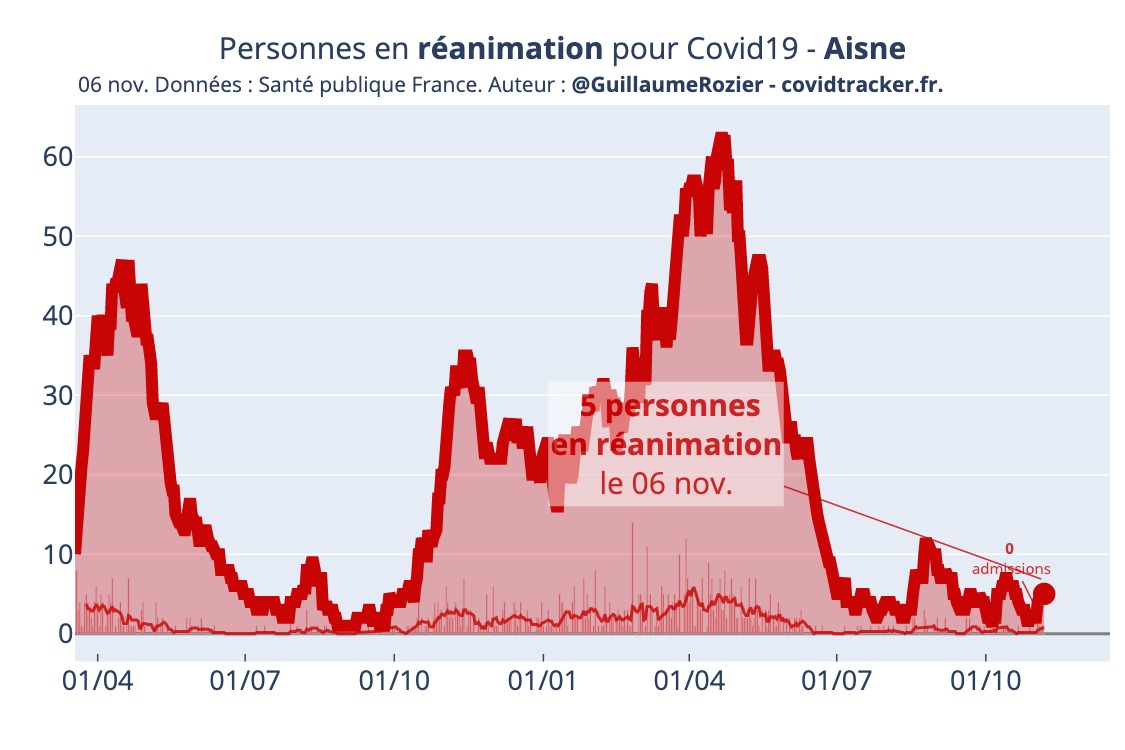 Personnes en réanimation pour Covid19 - Aisne
06 nov. Données : Santé publique France. Auteur : @GuillaumeRozier - covidtracker.fr.
60
50
40
30
20
10
0
5 personnes
en réanimation
le 06 nov.
0
admissions
01/04
01/07
01/10
01/01
01/04
01/07
01/10